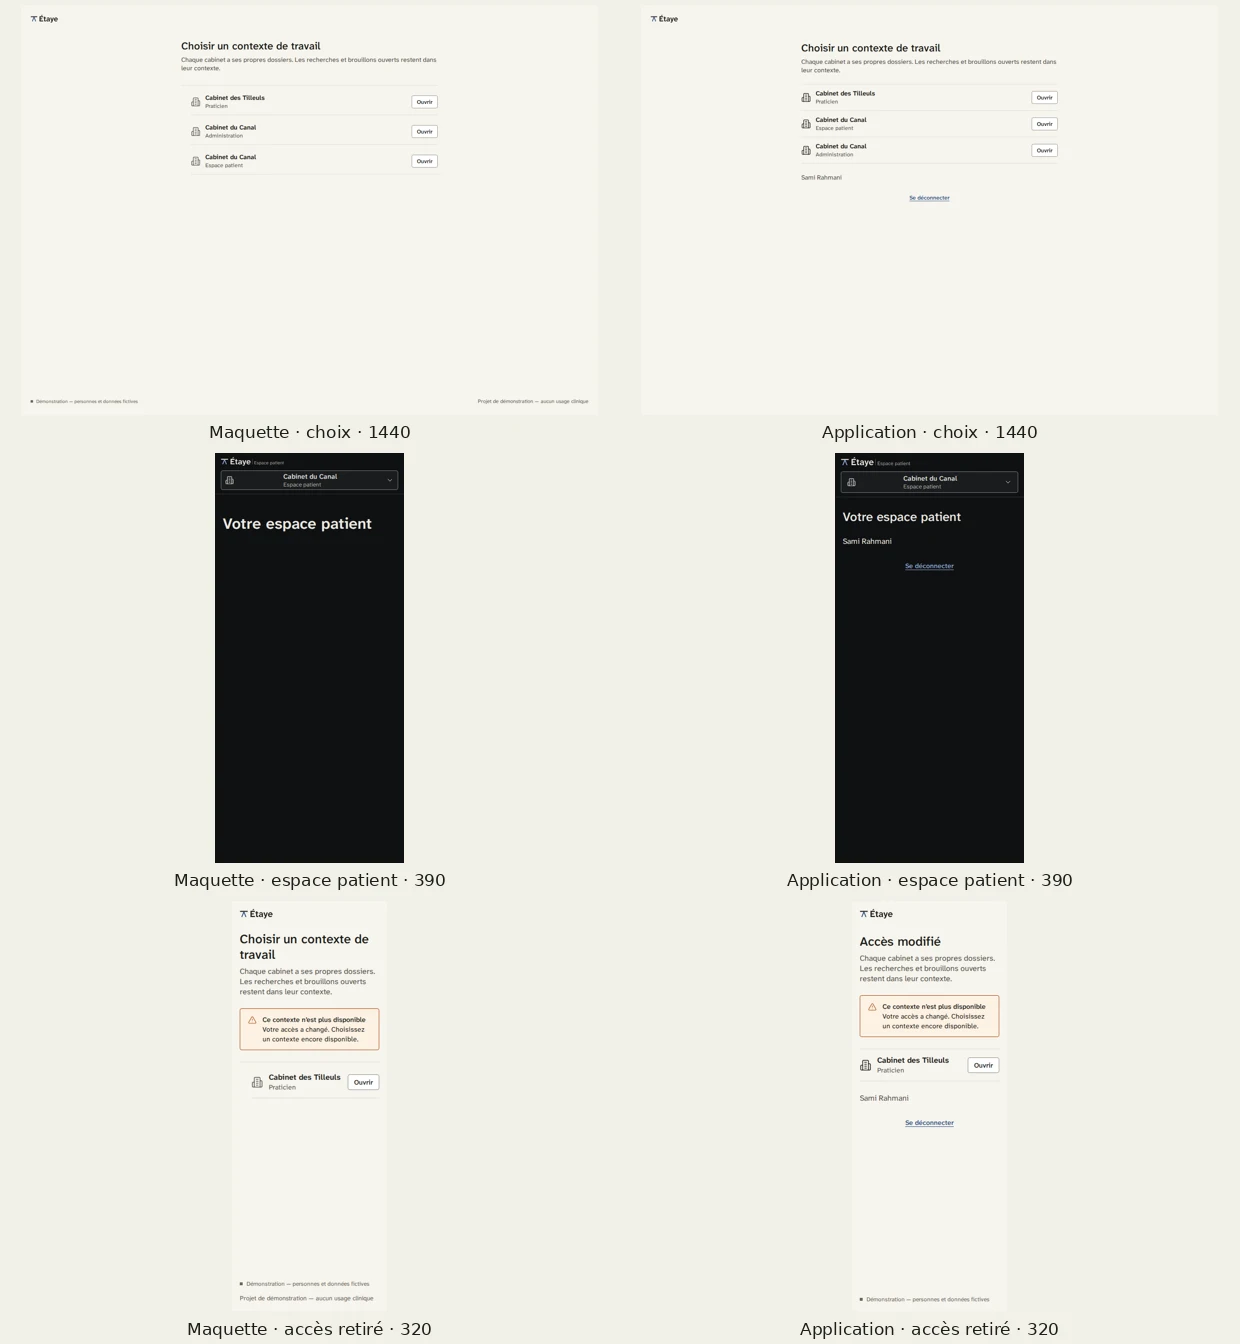 Étaye
Choisir un contexte de travail
Chaque cabinet a ses propres dossiers. Les recherches et brouillons ouverts restent dans
leur contexte.
Cabinet des Tilleuls
Praticien
Ouvrir
Cabinet du Canal
Administration
Ouvrir
Cabinet du Canal
Espace patient
Ouvrir
Démonstration — personnes et données fictives
Projet de démonstration — aucun usage clinique
Maquette · choix · 1440
Étaye
Choisir un contexte de travail
Chaque cabinet a ses propres dossiers. Les recherches et brouillons ouverts restent dans
leur contexte.
Cabinet des Tilleuls
Praticien
Ouvrir
Cabinet du Canal
Espace patient
Ouvrir
Cabinet du Canal
Administration
Ouvrir
Sami Rahmani
Se déconnecter
Application · choix · 1440
Étaye Espace patient
Cabinet du Canal
Espace patient
Votre espace patient
Maquette · espace patient · 390
Étaye Espace patient
Cabinet du Canal
Espace patient
Votre espace patient
Sami Rahmani
Se déconnecter
Application · espace patient · 390
Étaye
Choisir un contexte de
travail
Chaque cabinet a ses propres dossiers.
Les recherches et brouillons ouverts
restent dans leur contexte.
Ce contexte n'est plus disponible
Votre accès a changé. Choisissez
un contexte encore disponible.
Cabinet des Tilleuls
Praticien
Ouvrir
Démonstration — personnes et données fictives
Projet de démonstration — aucun usage clinique
Maquette · accès retiré · 320
Étaye
Accès modifié
Chaque cabinet a ses propres dossiers.
Les recherches et brouillons ouverts
restent dans leur contexte.
Ce contexte n'est plus disponible
Votre accès a changé. Choisissez
un contexte encore disponible.
Cabinet des Tilleuls
Praticien
Ouvrir
Sami Rahmani
Se déconnecter
Démonstration — personnes et données fictives
Application · accès retiré · 320